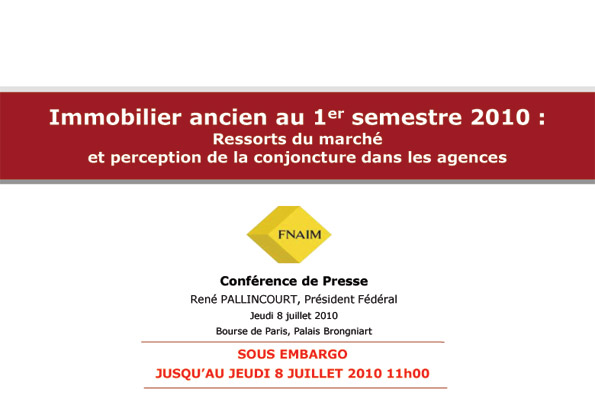 Immobilier ancien au 1er semestre 2010 :
Ressorts du marché
et perception de la conjoncture dans les agences
FNAIM
Conférence de Presse
René PALLINCOURT, Président Fédéral
Jeudi 8 juillet 2010
Bourse de Paris, Palais Brongniart
SOUS EMBARGO
JUSQU'AU JEUDI 8 JUILLET 2010 11h00